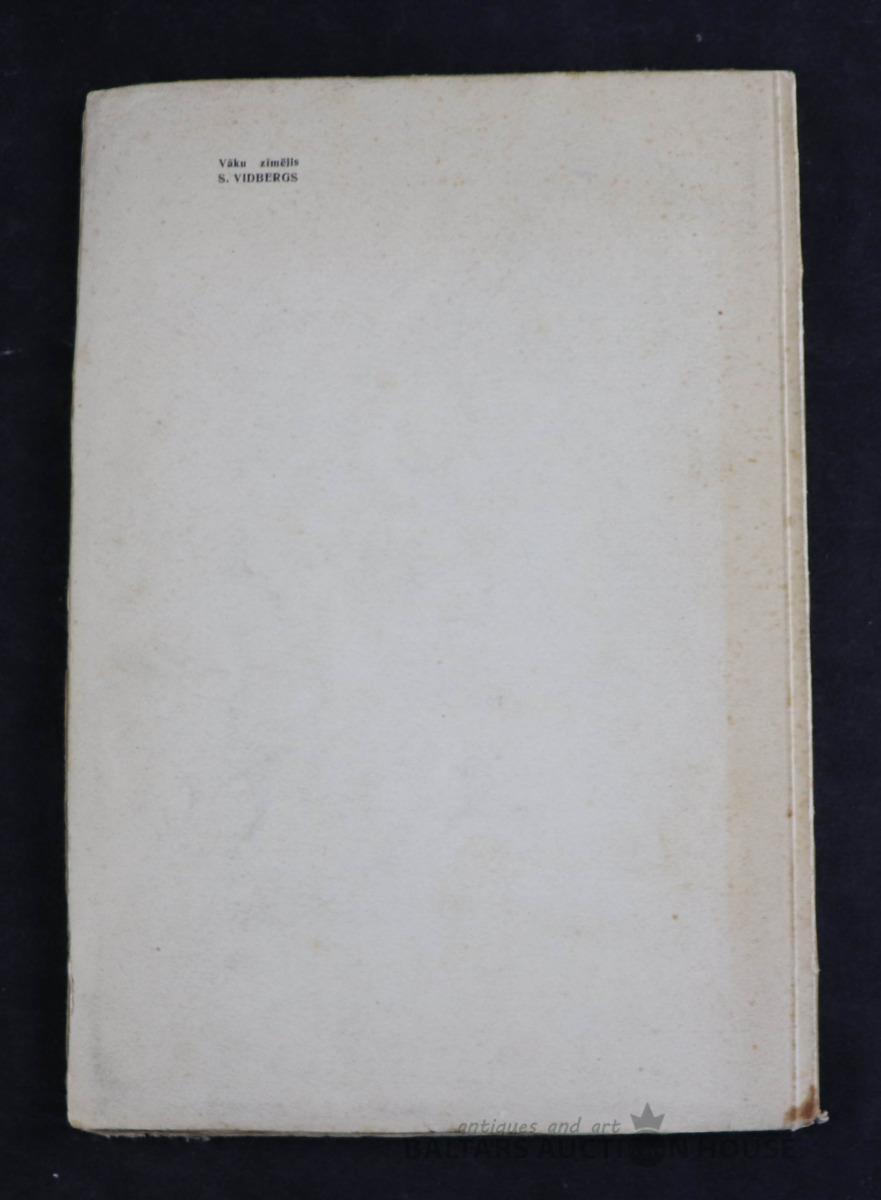 Vāku zīmējis
S. VIDBERGS
antiques and art
BALTARS AUCTION HOUSE